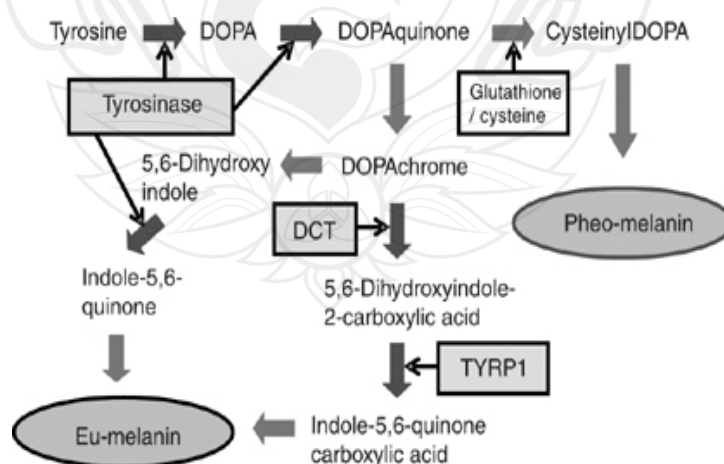 Tyrosine DOPA DOPAquinone CysteinylDOPA
Tyrosinase
Glutathione
/ cysteine
5,6-Dihydroxy
indole
DOPAchrome
DCT
Pheo-melanin
Indole-5,6-
quinone
5,6-Dihydroxyindole-
2-carboxylic acid
TYRP1
Eu-melanin
Indole-5,6-quinone
carboxylic acid